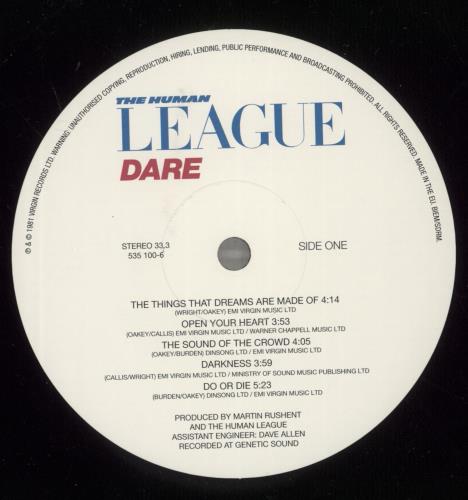 ℗ & © 1981 VIRGIN RECORDS LTD. WARNING: UNAUTHORISED COPYING, REPRODUCTION, HIRING, LENDING, PUBLIC PERFORMANCE AND BROADCASTING PROHIBITED. ALL RIGHTS RESERVED. MADE IN THE EU. BIEM/SDRM.
THE HUMAN
LEAGUE
DARE
STEREO 33,3
535 100-6
SIDE ONE
THE THINGS THAT DREAMS ARE MADE OF 4:14
(WRIGHT/OAKEY) EMI VIRGIN MUSIC LTD
OPEN YOUR HEART 3:53
(OAKEY/CALLIS) EMI VIRGIN MUSIC LTD / WARNER CHAPPELL MUSIC LTD
THE SOUND OF THE CROWD 4:05
(OAKEY/BURDEN) DINSONG LTD / EMI VIRGIN MUSIC LTD
DARKNESS 3:59
(CALLIS/WRIGHT) EMI VIRGIN MUSIC LTD / MINISTRY OF SOUND MUSIC PUBLISHING LTD
DO OR DIE 5:23
(BURDEN/OAKEY) DINSONG LTD / EMI VIRGIN MUSIC LTD
PRODUCED BY MARTIN RUSHENT
AND THE HUMAN LEAGUE
ASSISTANT ENGINEER: DAVE ALLEN
RECORDED AT GENETIC SOUND